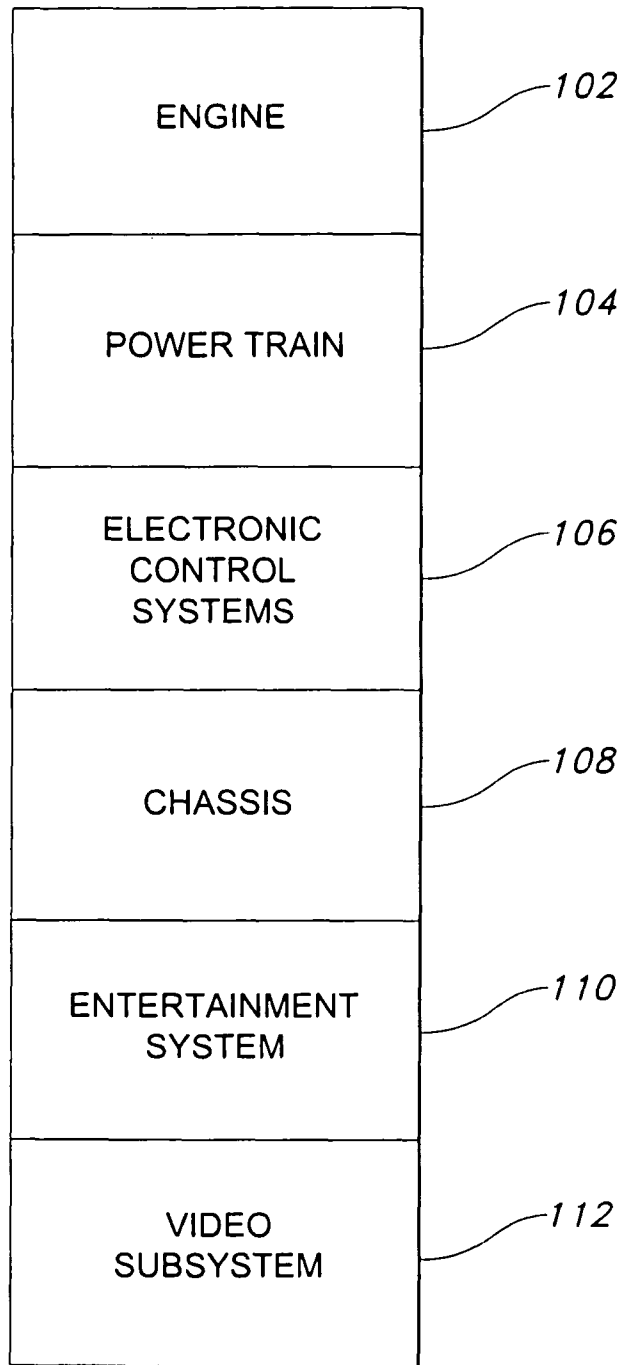 ENGINE
102
POWER TRAIN
104
ELECTRONIC
CONTROL
SYSTEMS
106
CHASSIS
108
ENTERTAINMENT
SYSTEM
110
VIDEO
SUBSYSTEM
112